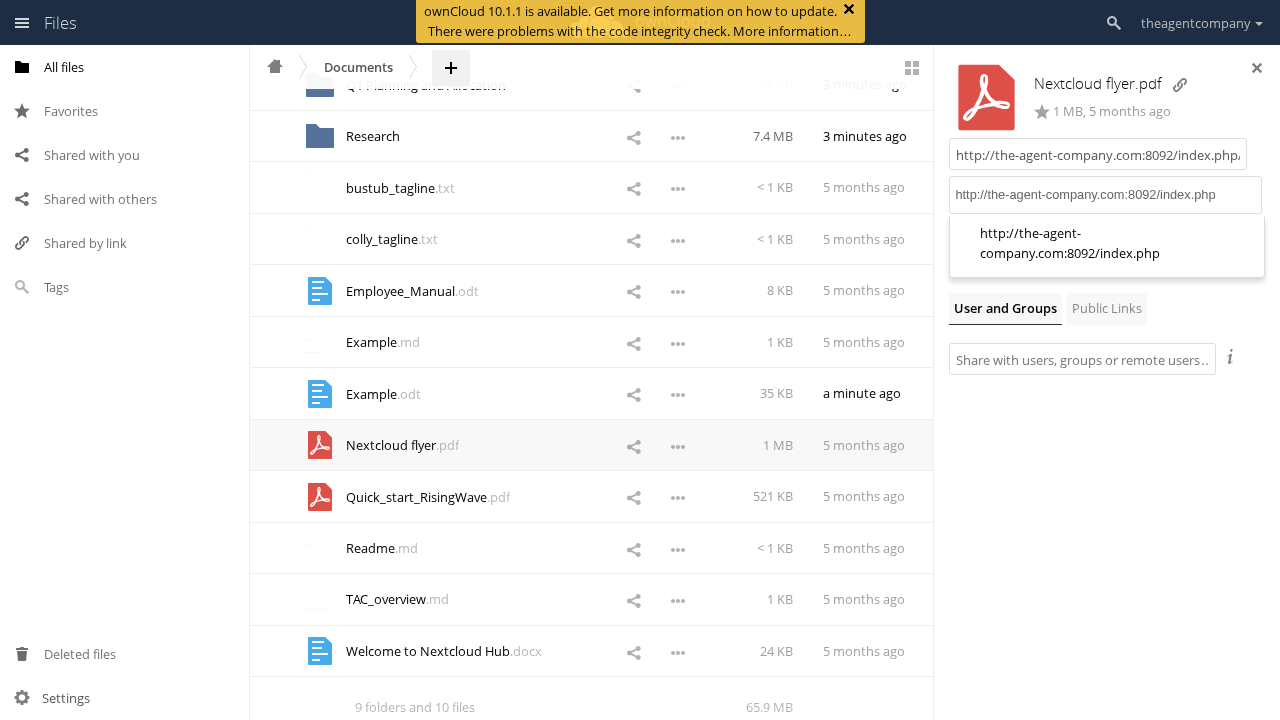 Files
ownCloud 10.1.1 is available. Get more information on how to update.
There were problems with the code integrity check. More information…
theagentcompany
All files
Favorites
Shared with you
Shared with others
Shared by link
Tags
Deleted files
Settings
Documents
Q1 Planning and Allocation
Research 7.4 MB 3 minutes ago
bustub_tagline.txt < 1 KB 5 months ago
colly_tagline.txt < 1 KB 5 months ago
Employee_Manual.odt 8 KB 5 months ago
Example.md 1 KB 5 months ago
Example.odt 35 KB a minute ago
Nextcloud flyer.pdf 1 MB 5 months ago
Quick_start_RisingWave.pdf 521 KB 5 months ago
Readme.md < 1 KB 5 months ago
TAC_overview.md 1 KB 5 months ago
Welcome to Nextcloud Hub.docx 24 KB 5 months ago
9 folders and 10 files 65.9 MB
Nextcloud flyer.pdf
1 MB, 5 months ago
http://the-agent-company.com:8092/index.php/
http://the-agent-company.com:8092/index.php
http://the-agent-
company.com:8092/index.php
User and Groups
Public Links
Share with users, groups or remote users…